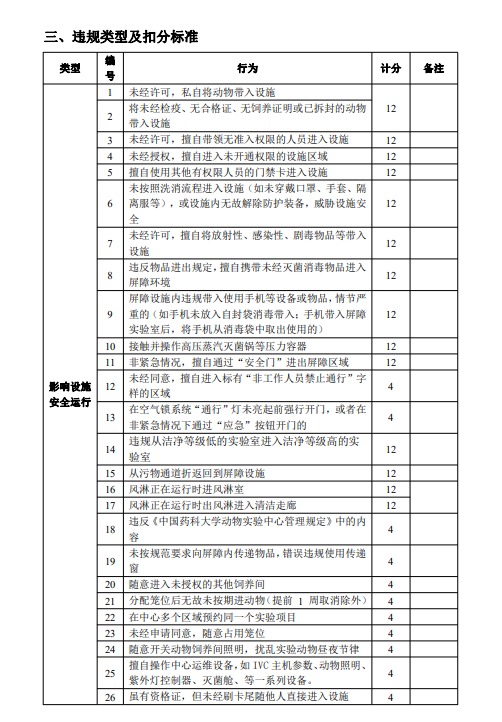 三、违规类型及扣分标准
类型 编号 行为 计分 备注
影响设施
安全运行
1 未经许可，私自将动物带入设施 12
2 将未经检疫、无合格证、无饲养证明或已拆封的动物
带入设施
3 未经许可，擅自带领无准入权限的人员进入设施 12
4 未经授权，擅自进入未开通权限的设施区域 12
5 擅自使用其他有权限人员的门禁卡进入设施 12
6 未按照洗消流程进入设施（如未穿戴口罩、手套、隔
离服等），或设施内无故解除防护装备，威胁设施安 12
全
7 未经许可，擅自将放射性、感染性、剧毒物品等带入 12
设施
8 违反物品进出规定，擅自携带未经灭菌消毒物品进入 12
屏障环境
9 屏障设施内违规带入使用手机等设备或物品，情节严
重的（如手机未放入自封袋消毒带入；手机带入屏障 12
实验室后，将手机从消毒袋中取出使用的）
10 接触并操作高压蒸汽灭菌锅等压力容器 12
11 非紧急情况，擅自通过“安全门”进出屏障区域 12
12 未经同意，擅自进入标有“非工作人员禁止通行”字 4
样的区域
13 在空气锁系统“通行”灯未亮起前强行开门，或者在 4
非紧急情况下通过“应急”按钮开门的
14 违规从洁净等级低的实验室进入洁净等级高的实 12
验室
15 从污物通道折返回到屏障设施 12
16 风淋正在运行时进风淋室 12
17 风淋正在运行时出风淋进入清洁走廊 12
18 违反《中国药科大学动物实验中心管理规定》中的内 4
容
19 未按规范要求向屏障内传递物品，错误违规使用传递 4
窗
20 随意进入未授权的其他饲养间 4
21 分配笼位后无故未按期进动物（提前 1 周取消除外） 4
22 在中心多个区域预约同一个实验项目 4
23 未经申请同意，随意占用笼位 4
24 随意开关动物饲养间照明，扰乱实验动物昼夜节律 4
25 擅自操作中心运维设备，如 IVC 主机参数、动物照明、 4
紫外灯控制器、灭菌舱、等一系列设备。
26 虽有资格证，但未经刷卡尾随他人直接进入设施 4